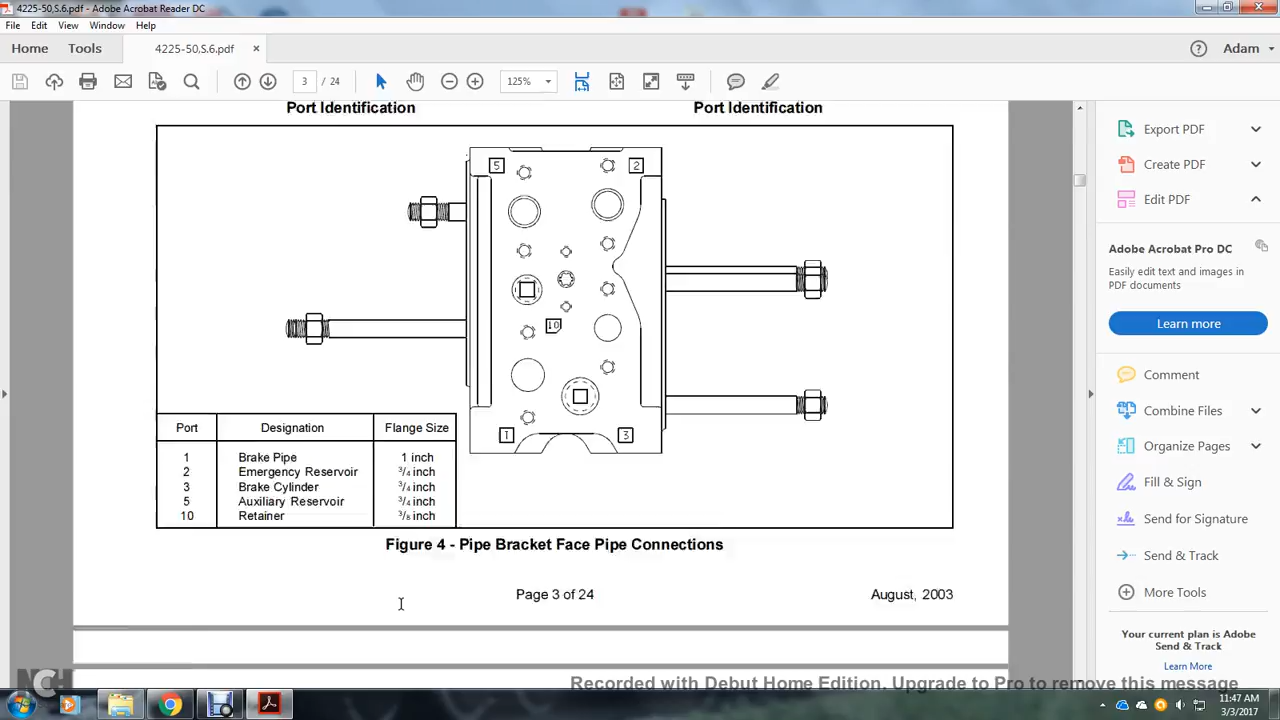 4225-50,S.6.pdf - Adobe Acrobat Reader DC
File Edit View Window Help
Home Tools 4225-50,S.6.pdf × ? Adam
3 / 24 125%
Port Identification Port Identification
5 2
10
1 3
Port Designation Flange Size
1 Brake Pipe 1 inch
2 Emergency Reservoir 3/4 inch
3 Brake Cylinder 3/4 inch
5 Auxiliary Reservoir 3/4 inch
10 Retainer 3/8 inch
Figure 4 - Pipe Bracket Face Pipe Connections
Page 3 of 24 August, 2003
Export PDF
Create PDF
Edit PDF
Adobe Acrobat Pro DC
Easily edit text and images in
PDF documents
Learn more
Comment
Combine Files
Organize Pages
Fill & Sign
Send for Signature
Send & Track
More Tools
Your current plan is Adobe
Send & Track
Learn More
NCH
Recorded with Debut Home Edition. Upgrade to Pro to remove this message
11:47 AM
3/3/2017